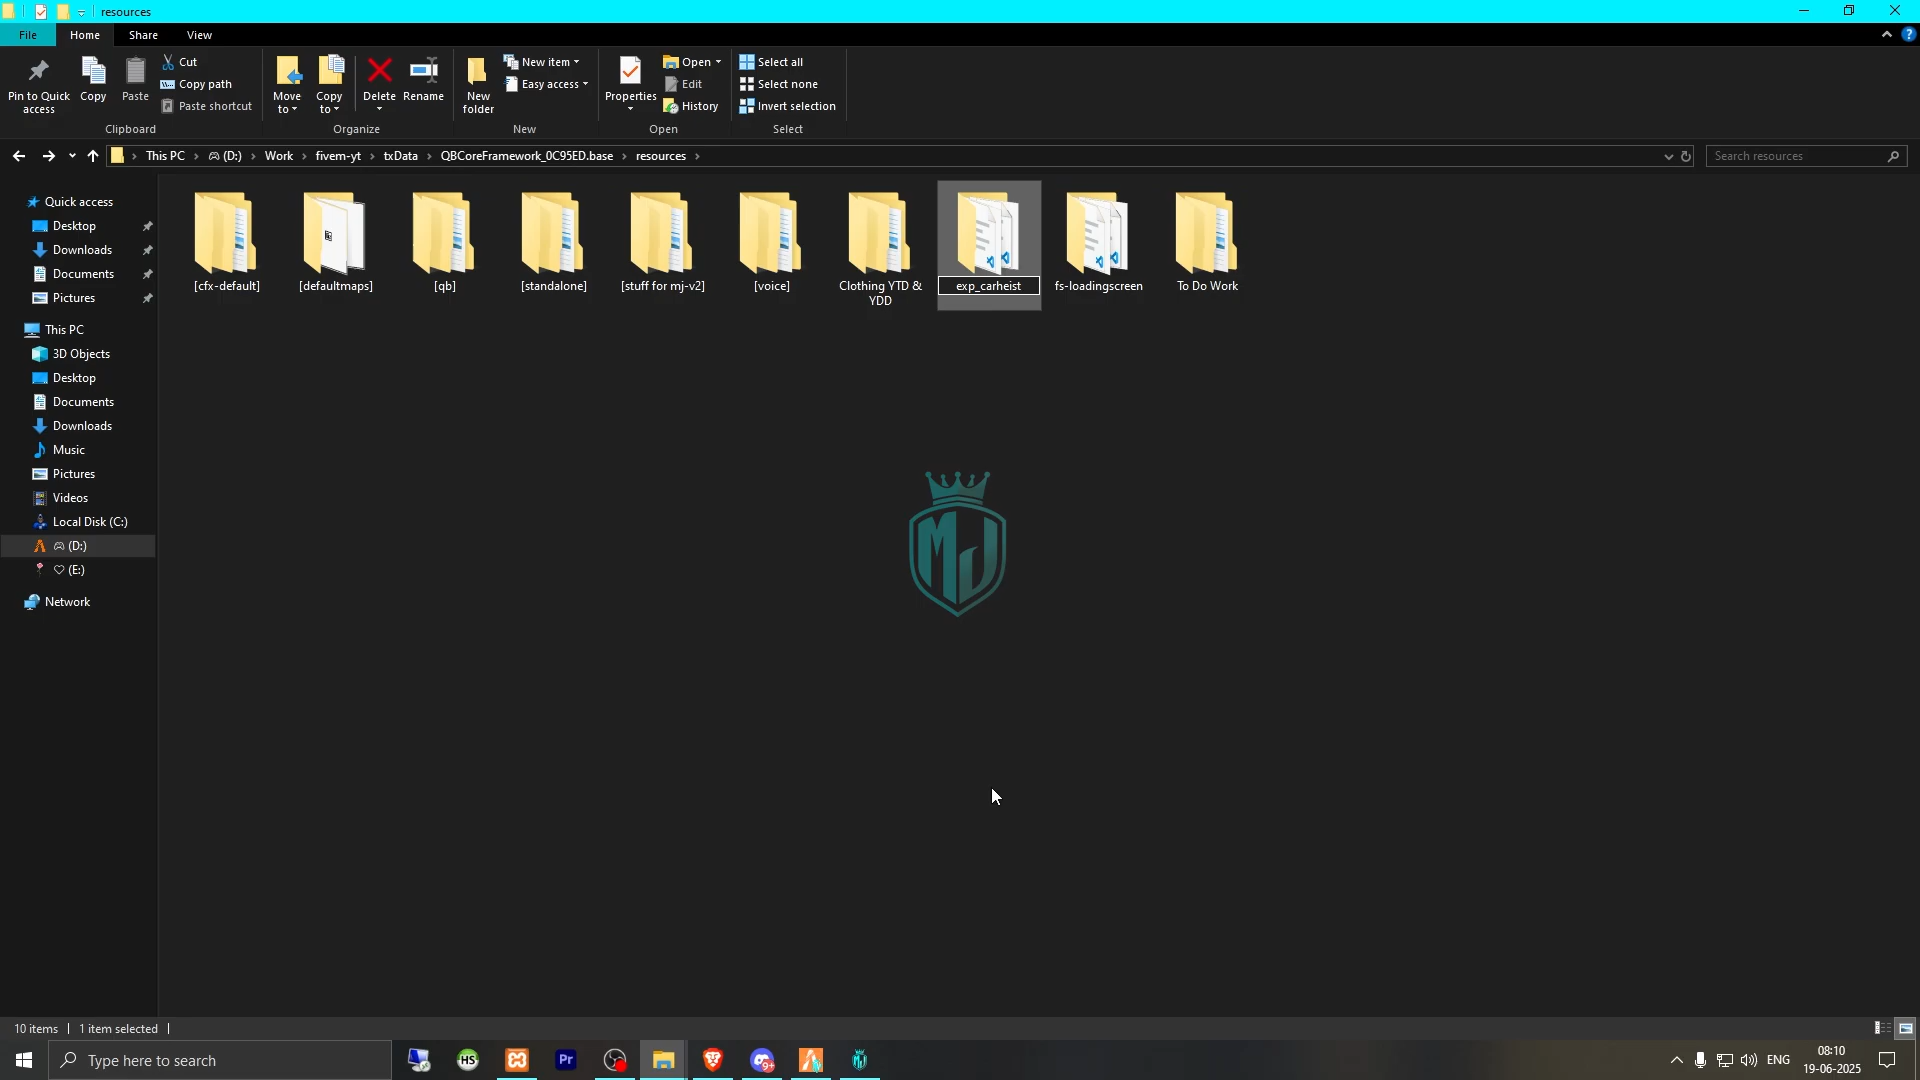 resources
File
Home
Share
View
Pin to Quick access
Copy
Paste
Cut
Copy path
Paste shortcut
Clipboard
Move to
Copy to
Delete
Rename
Organize
New folder
New item
Easy access
New
Properties
Open
Edit
History
Open
Select all
Select none
Invert selection
Select
This PC
(D:)
Work
fivem-yt
txData
QBCoreFramework_0C95ED.base
resources
Search resources
Quick access
Desktop
Downloads
Documents
Pictures
This PC
3D Objects
Desktop
Documents
Downloads
Music
Pictures
Videos
Local Disk (C:)
(D:)
(E:)
Network
[cfx-default]
[defaultmaps]
[qb]
[standalone]
[stuff for mj-v2]
[voice]
Clothing YTD &
YDD
exp_carheist
fs-loadingscreen
To Do Work
MJ
10 items
1 item selected
Type here to search
HS
Pr
9+
ENG
08:10
19-06-2025